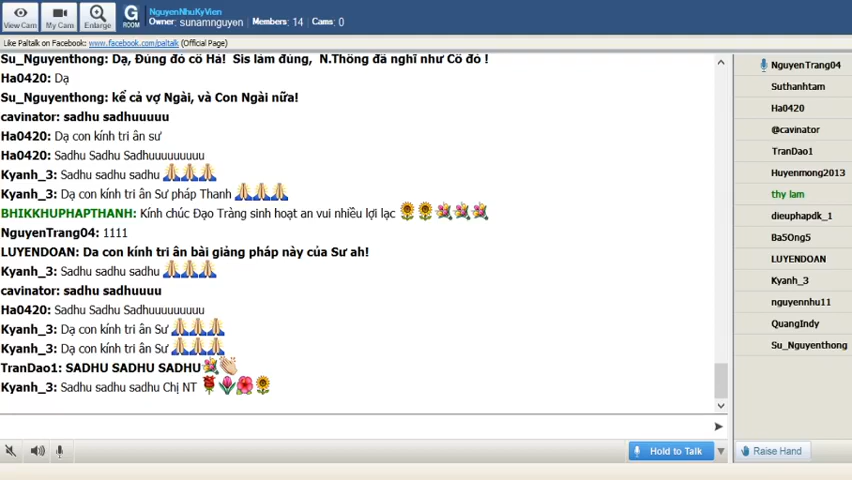 View Cam
My Cam
Enlarge
G
ROOM
NguyenNhuKyVien
Owner: sunamnguyen Members: 14 Cams: 0
Like Paltalk on Facebook: www.facebook.com/paltalk (Official Page)
Su_Nguyenthong: Dạ, Đúng đó cô Hà! Sis làm đúng, N.Thông đã nghĩ như Cô đó !
Ha0420: Dạ
Su_Nguyenthong: kể cả vợ Ngài, và Con Ngài nữa!
cavinator: sadhu sadhuuuuu
Ha0420: Dạ con kính tri ân sư
Ha0420: Sadhu Sadhu Sadhuuuuuuuuu
Kyanh_3: Sadhu sadhu sadhu
Kyanh_3: Dạ con kính tri ân Sư pháp Thanh
BHIKKHUPHAPTHANH: Kính chúc Đạo Tràng sinh hoạt an vui nhiều lợi lạc
NguyenTrang04: 1111
LUYENDOAN: Da con kính tri ân bài giảng pháp này của Sư ah!
Kyanh_3: Sadhu sadhu sadhu
cavinator: sadhu sadhuuuu
Ha0420: Sadhu Sadhu Sadhuuuuuuuuu
Kyanh_3: Dạ con kính tri ân Sư
Kyanh_3: Dạ con kính tri ân Sư
TranDao1: SADHU SADHU SADHU
Kyanh_3: Sadhu sadhu sadhu Chị NT
NguyenTrang04
Suthanhtam
Ha0420
@cavinator
TranDao1
Huyenmong2013
thy lam
dieuphapdk_1
Ba5Ong5
LUYENDOAN
Kyanh_3
nguyennhu11
QuangIndy
Su_Nguyenthong
Hold to Talk
Raise Hand